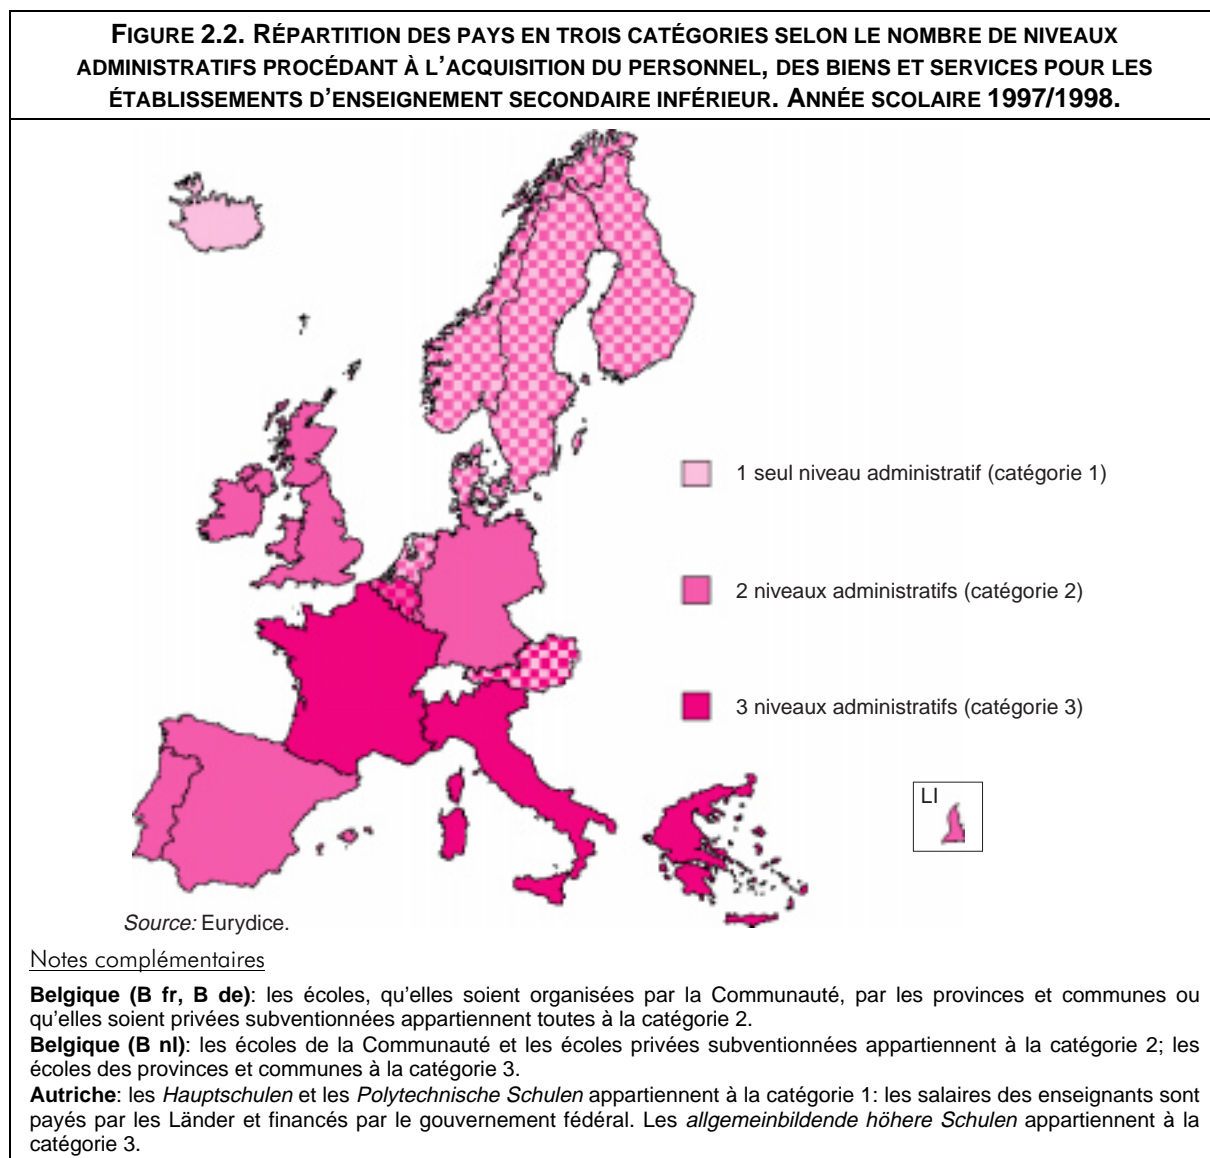 FIGURE 2.2. RÉPARTITION DES PAYS EN TROIS CATÉGORIES SELON LE NOMBRE DE NIVEAUX
ADMINISTRATIFS PROCÉDANT À L'ACQUISITION DU PERSONNEL, DES BIENS ET SERVICES POUR LES
ÉTABLISSEMENTS D'ENSEIGNEMENT SECONDAIRE INFÉRIEUR. ANNÉE SCOLAIRE 1997/1998.
1 seul niveau administratif (catégorie 1)
2 niveaux administratifs (catégorie 2)
3 niveaux administratifs (catégorie 3)
LI
Source: Eurydice.
Notes complémentaires
Belgique (B fr, B de): les écoles, qu'elles soient organisées par la Communauté, par les provinces et communes ou
qu'elles soient privées subventionnées appartiennent toutes à la catégorie 2.
Belgique (B nl): les écoles de la Communauté et les écoles privées subventionnées appartiennent à la catégorie 2; les
écoles des provinces et communes à la catégorie 3.
Autriche: les Hauptschulen et les Polytechnische Schulen appartiennent à la catégorie 1: les salaires des enseignants sont
payés par les Länder et financés par le gouvernement fédéral. Les allgemeinbildende höhere Schulen appartiennent à la
catégorie 3.